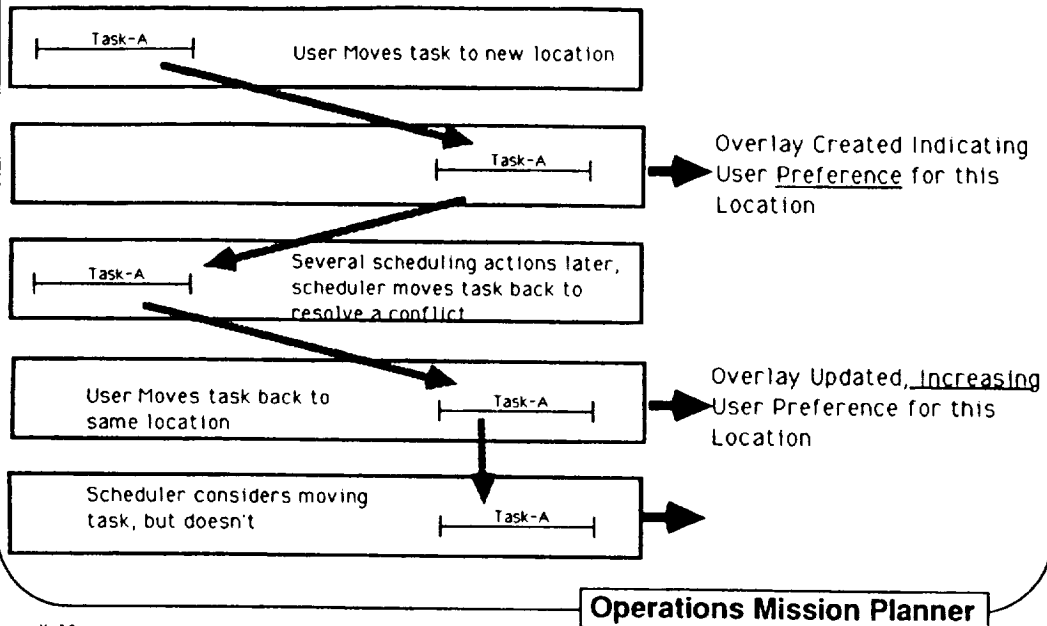 Task-A
User Moves task to new location
Task-A
Overlay Created Indicating
User Preference for this
Location
Task-A
Several scheduling actions later,
scheduler moves task back to
resolve a conflict
User Moves task back to
same location
Task-A
Overlay Updated, increasing
User Preference for this
Location
Scheduler considers moving
task, but doesn't
Task-A
Operations Mission Planner